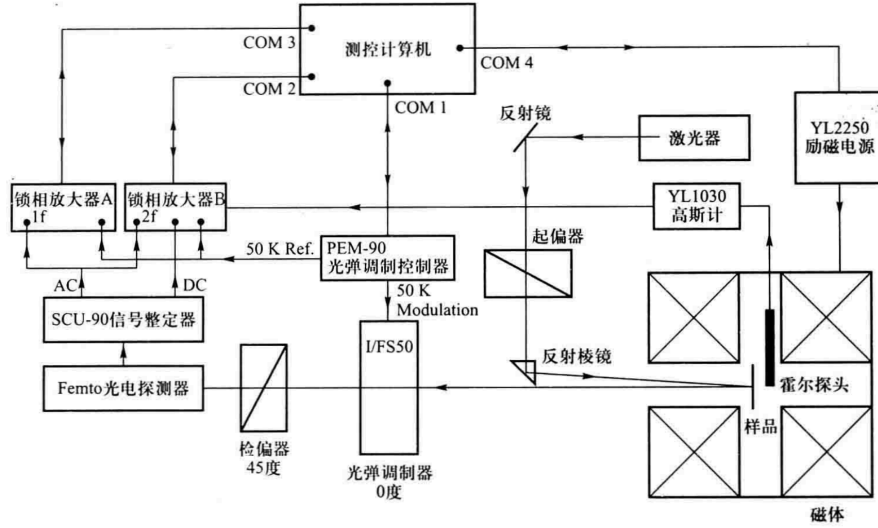 COM 3
测控计算机
COM 4
COM 2
COM 1
反射镜
激光器
YL2250
励磁电源
锁相放大器A
1f
锁相放大器B
2f
YL1030
高斯计
50 K Ref.
PEM-90
光弹调制控制器
起偏器
AC
DC
50 K
Modulation
SCU-90信号整定器
I/FS50
反射棱镜
Femto光电探测器
霍尔探头
样品
检偏器
45度
光弹调制器
0度
磁体